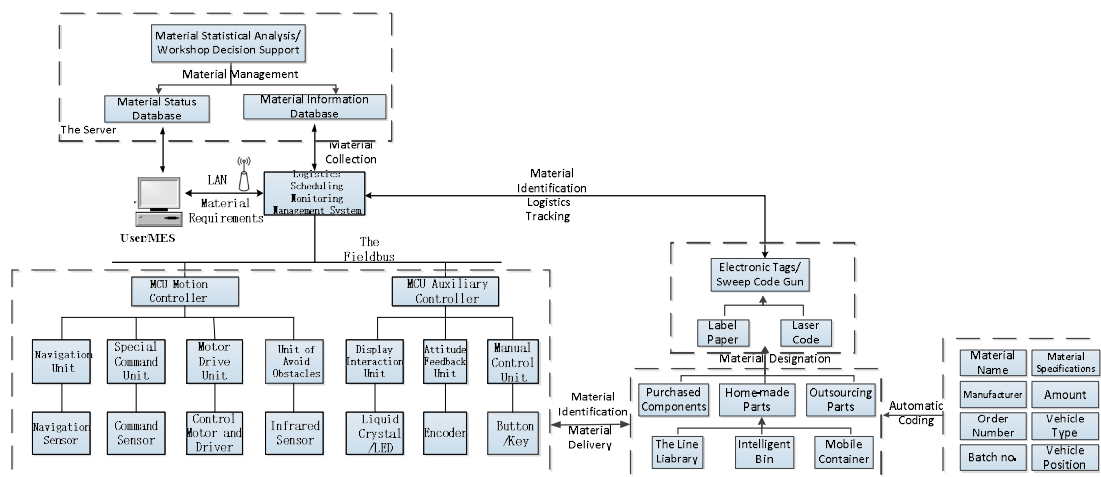 Material Statistical Analysis/
Workshop Decision Support
Material Management
Material Status
Database
Material Information
Database
The Server
Material
Collection
LAN
Material
Requirements
User/MES
Logistics
Scheduling
Monitoring
Management System
Material
Identification
Logistics
Tracking
The
Fieldbus
MCU Motion
Controller
MCU Auxiliary
Controller
Navigation
Unit
Special
Command
Unit
Motor
Drive
Unit
Unit of
Avoid
Obstacles
Display
Interaction
Unit
Attitude
Feedback
Unit
Manual
Control
Unit
Navigation
Sensor
Command
Sensor
Control
Motor and
Driver
Infrared
Sensor
Liquid
Crystal
/LED
Encoder
Button
/Key
Material
Identification
Material
Delivery
Electronic Tags/
Sweep Code Gun
Label
Paper
Laser
Code
Material Designation
Purchased
Components
Home-made
Parts
Outsourcing
Parts
The Line
Liabrary
Intelligent
Bin
Mobile
Container
Automatic
Coding
Material
Name
Material
Specifications
Manufacturer
Amount
Order
Number
Vehicle
Type
Batch no.
Vehicle
Position